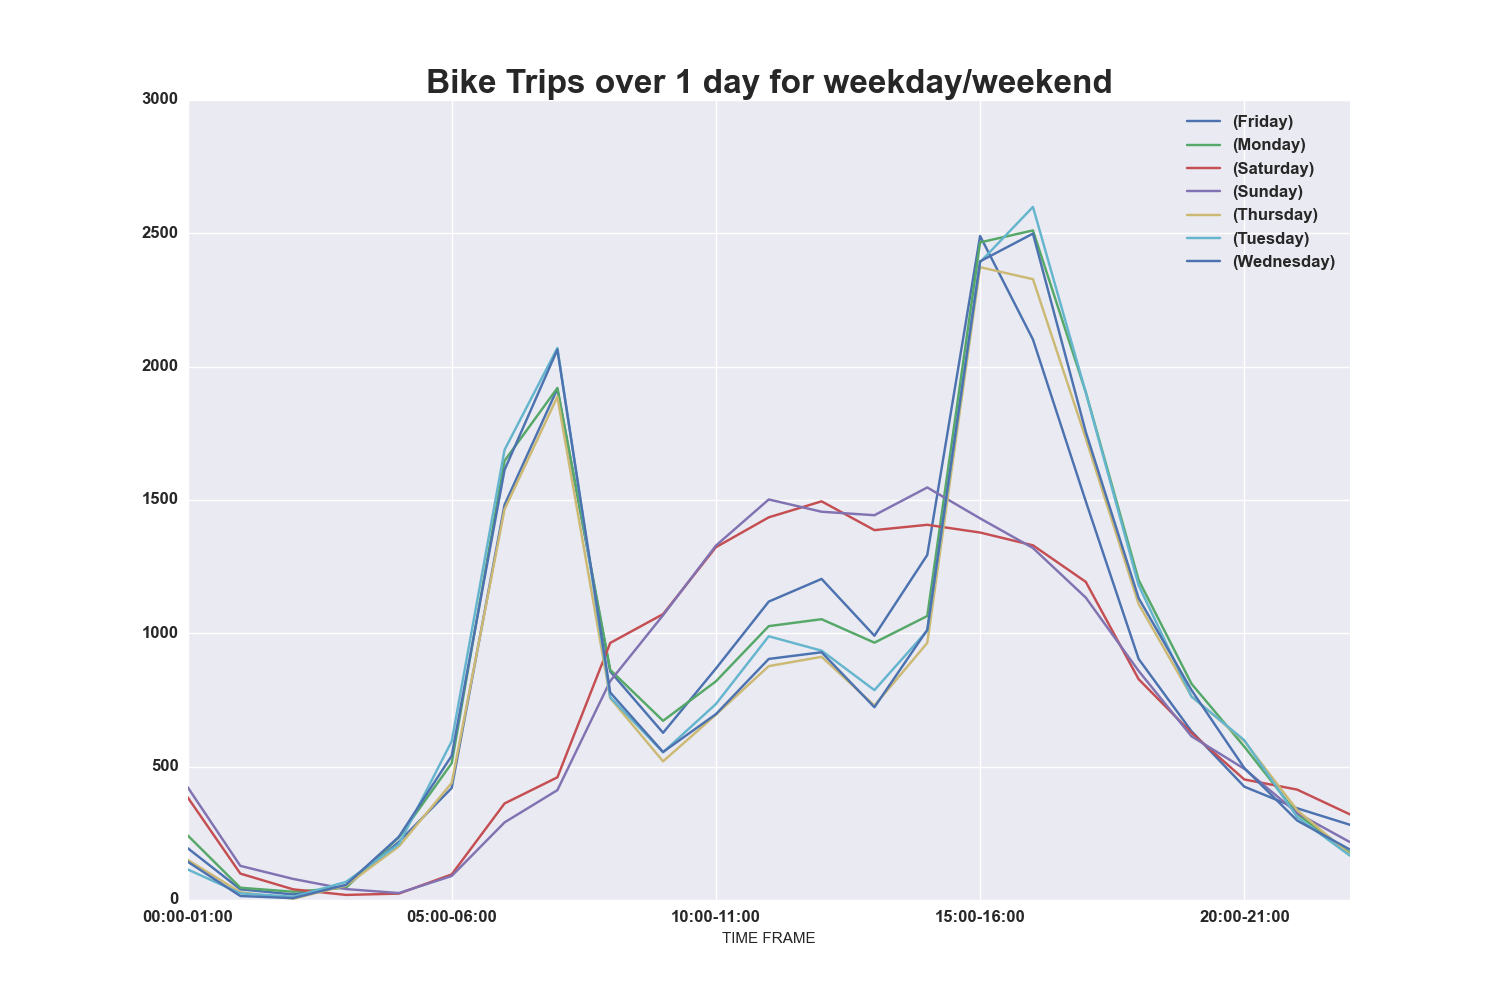 Bike Trips over 1 day for weekday/weekend
3000
2500
2000
1500
1000
500
0
(Friday)
(Monday)
(Saturday)
(Sunday)
(Thursday)
(Tuesday)
(Wednesday)
00:00-01:00 05:00-06:00 10:00-11:00 15:00-16:00 20:00-21:00
TIME FRAME